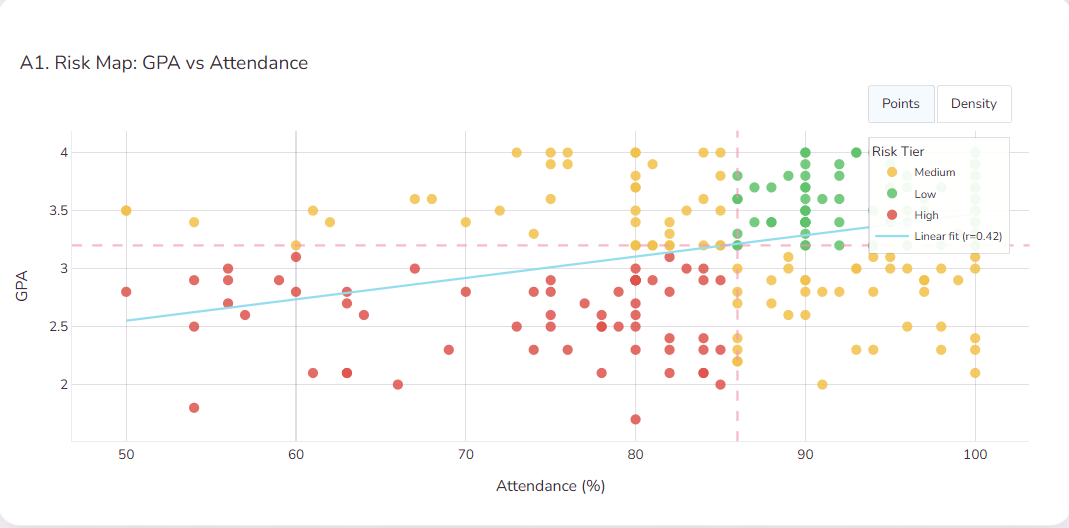 A1. Risk Map: GPA vs Attendance
Points
Density
Risk Tier
Medium
Low
High
Linear fit (r=0.42)
GPA
4
3.5
3
2.5
2
50
60
70
80
90
100
Attendance (%)